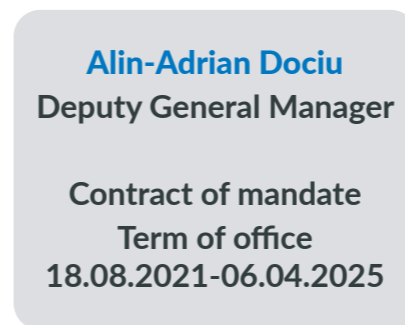 Alin-Adrian Dociu
Deputy General Manager
Contract of mandate
Term of office
18.08.2021-06.04.2025